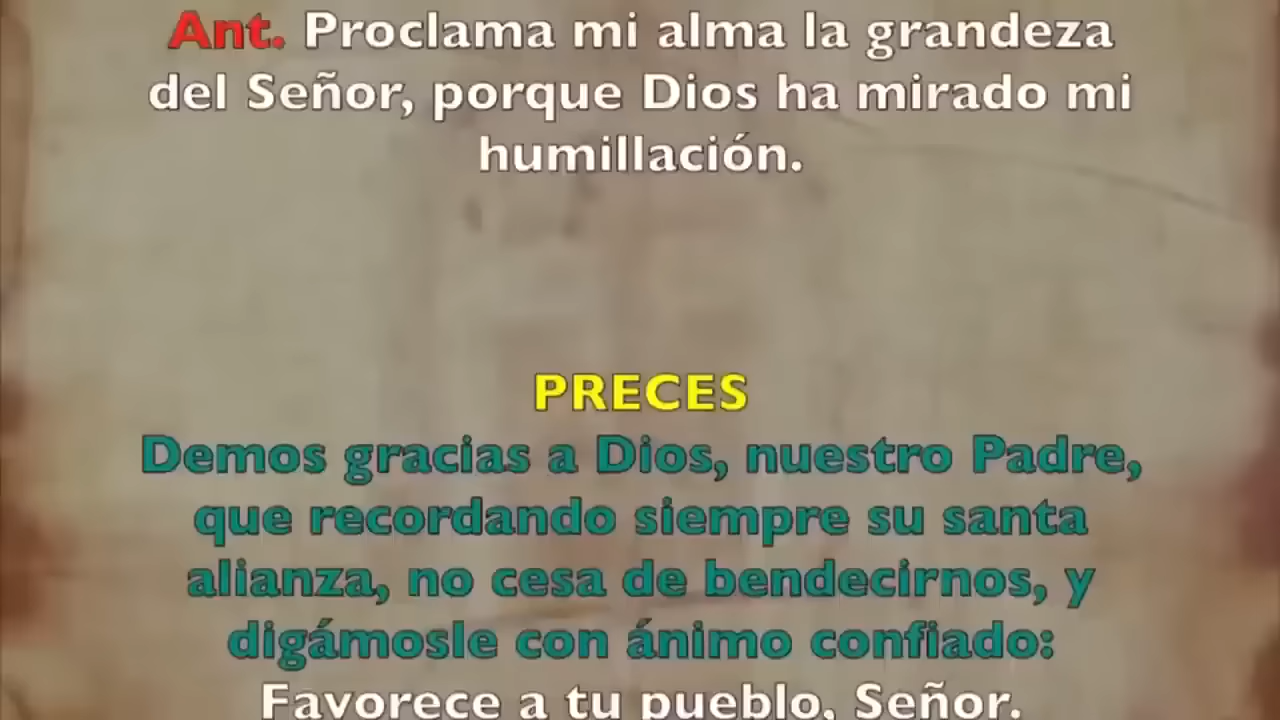 Ant. Proclama mi alma la grandeza
del Señor, porque Dios ha mirado mi
humillación.
PRECES
Demos gracias a Dios, nuestro Padre,
que recordando siempre su santa
alianza, no cesa de bendecirnos, y
digámosle con ánimo confiado:
Favorece a tu pueblo, Señor.